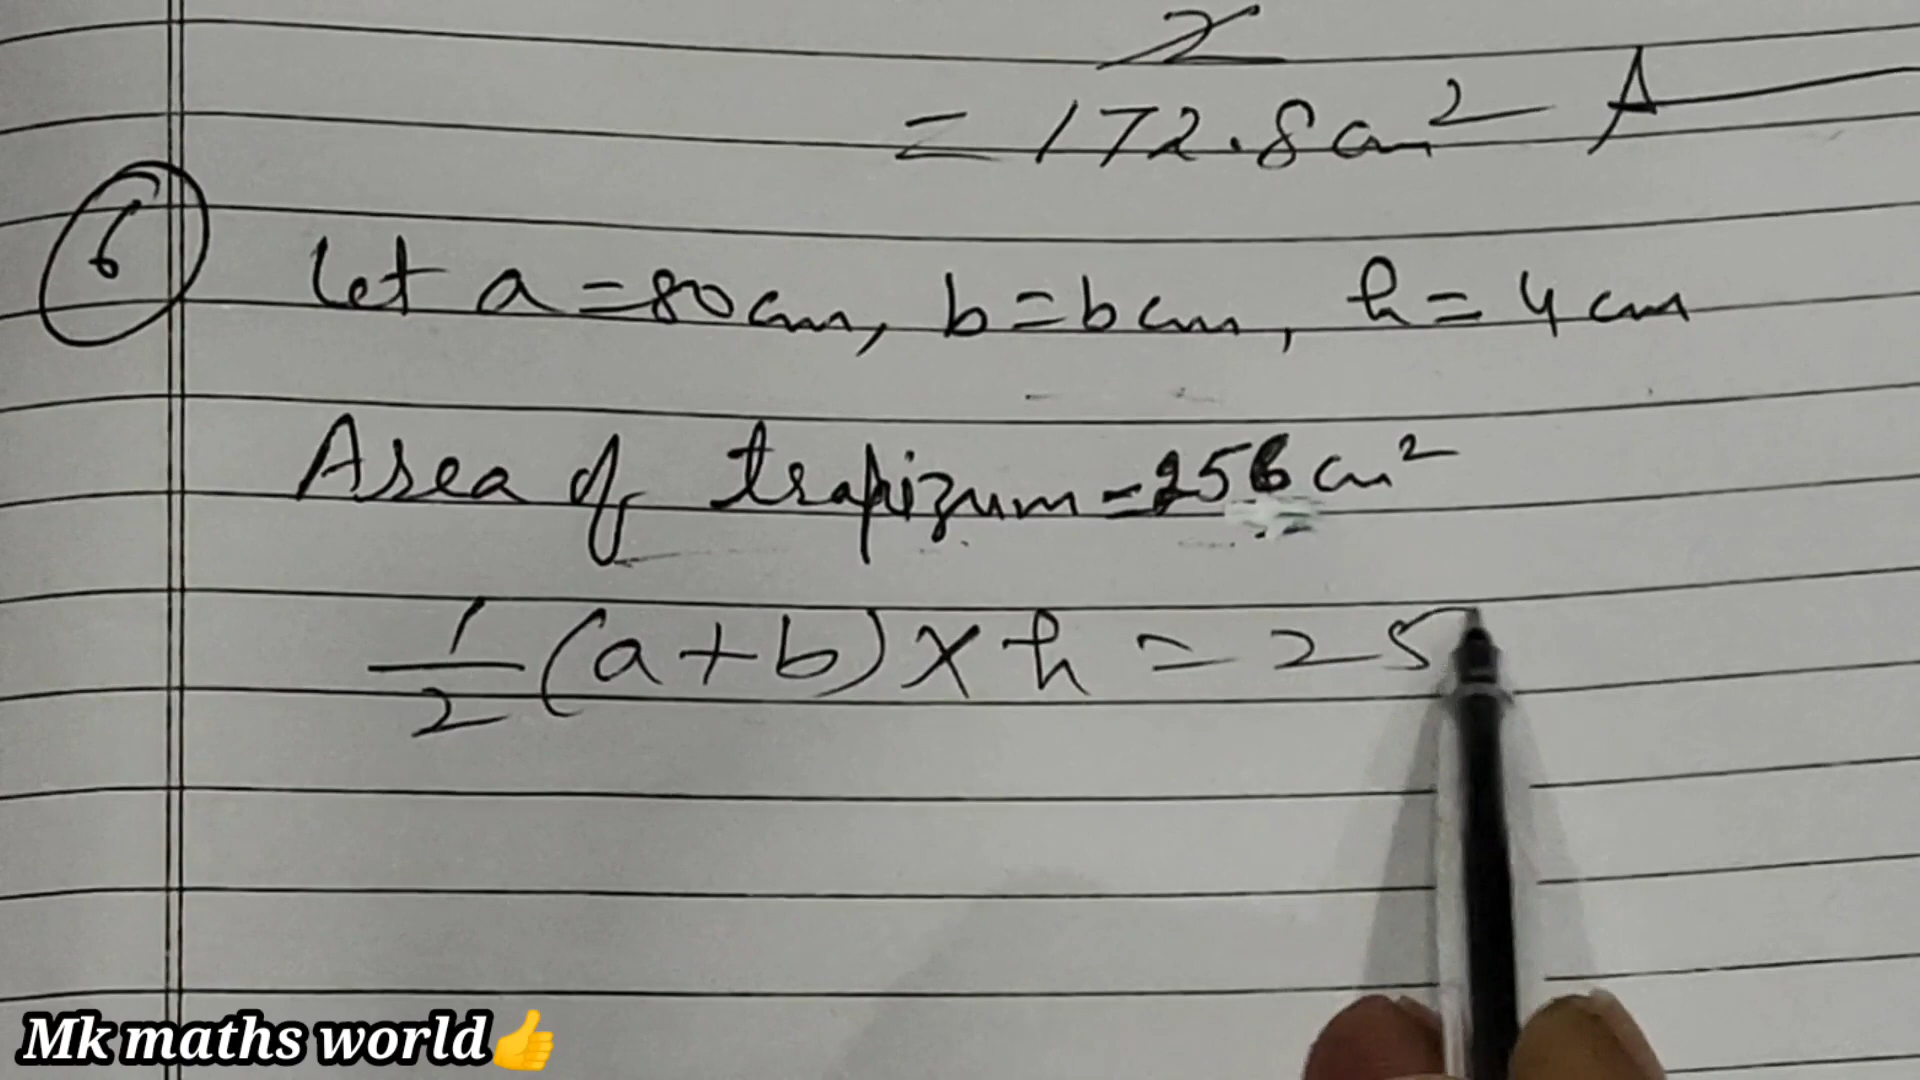 2
= 172.8 cm²
6 Let a = 80 cm, b = b cm, h = 4 cm
Area of trapizum = 256 cm²
1/2 (a+b) × h = 25
Mk maths world👍